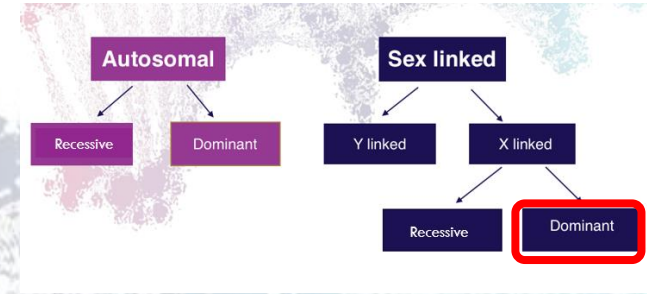 Autosomal
Sex linked
Recessive
Dominant
Y linked
X linked
Recessive
Dominant